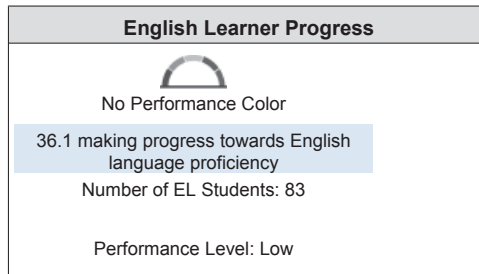 English Learner Progress
No Performance Color
36.1 making progress towards English
language proficiency
Number of EL Students: 83
Performance Level: Low